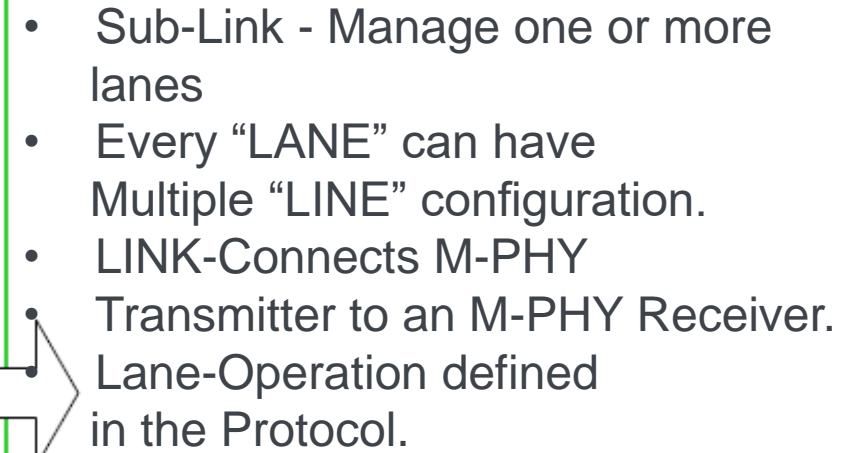 • Sub-Link - Manage one or more
lanes
• Every “LANE” can have
Multiple “LINE” configuration.
• LINK-Connects M-PHY
• Transmitter to an M-PHY Receiver.
• Lane-Operation defined
in the Protocol.